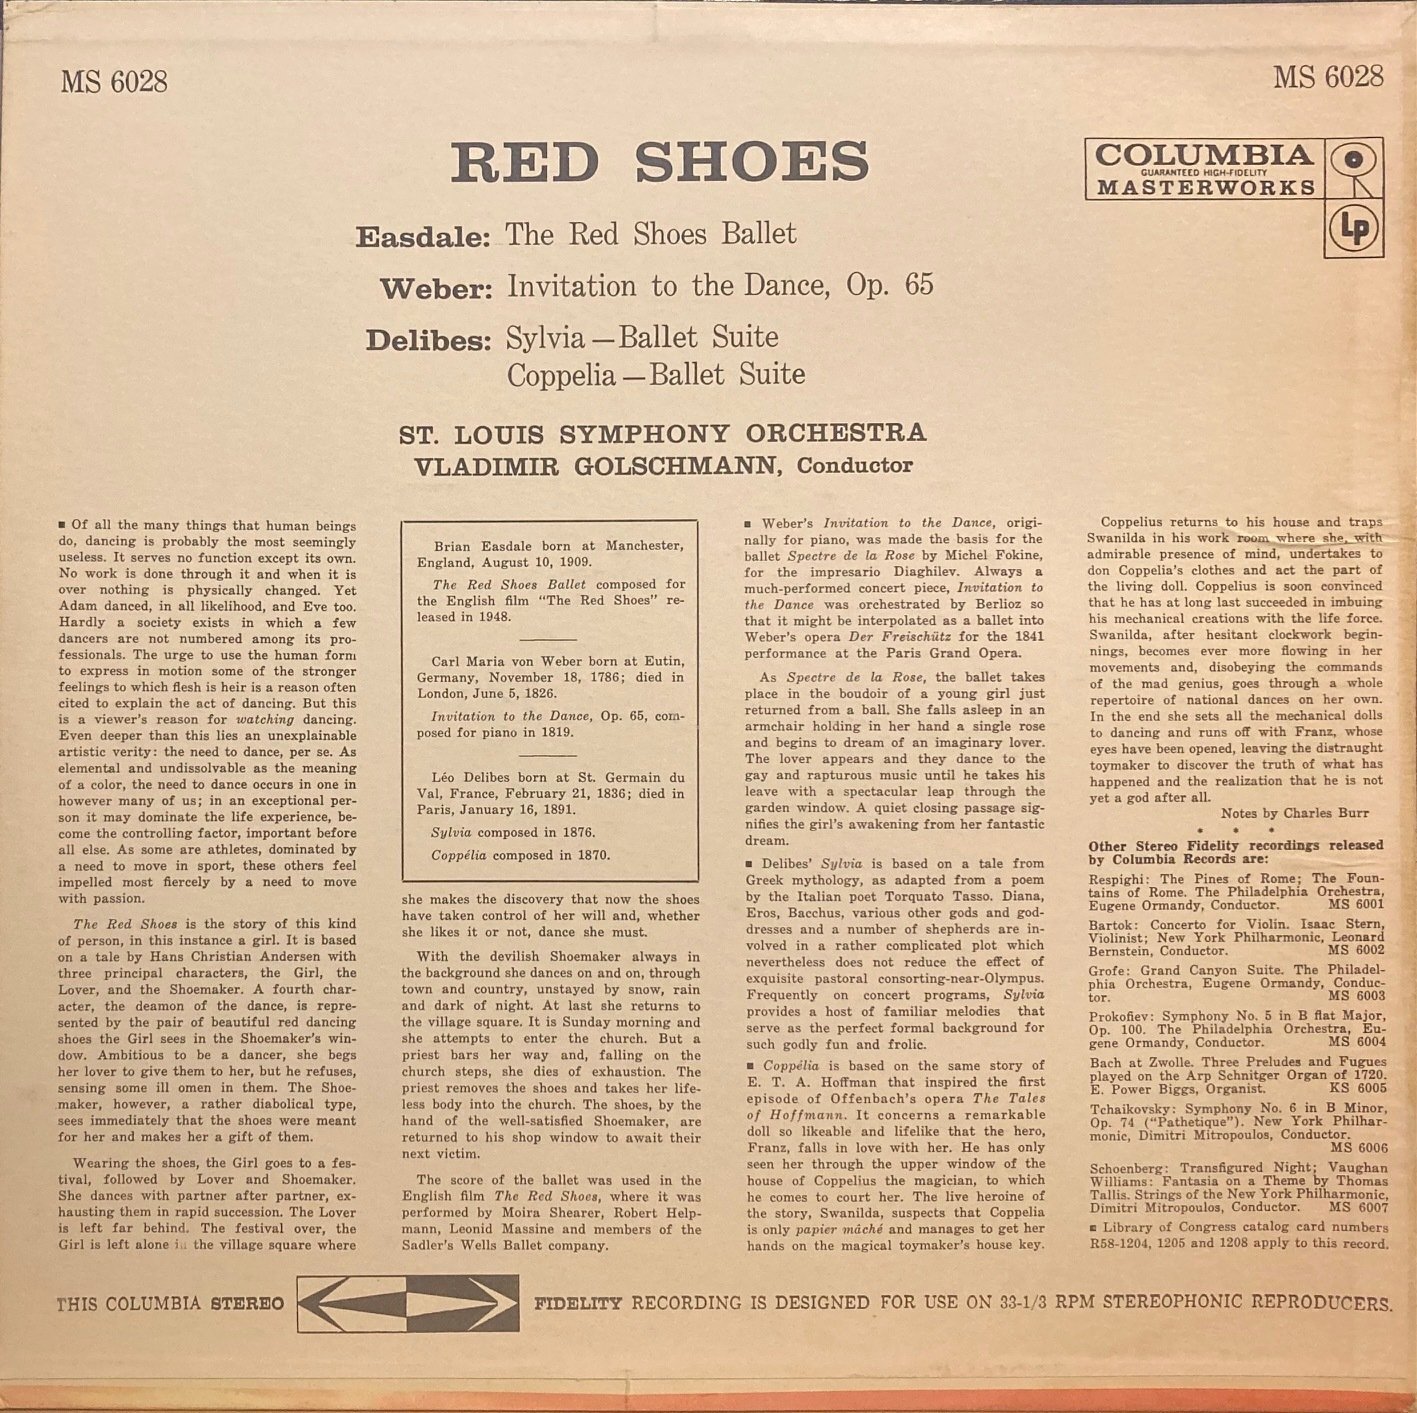 MS 6028
MS 6028
RED SHOES
COLUMBIA
GUARANTEED HIGH-FIDELITY
MASTERWORKS
Lp
Easdale: The Red Shoes Ballet
Weber: Invitation to the Dance, Op. 65
Delibes: Sylvia — Ballet Suite
Coppelia — Ballet Suite
ST. LOUIS SYMPHONY ORCHESTRA
VLADIMIR GOLSCHMANN, Conductor
■ Of all the many things that human beings
do, dancing is probably the most seemingly
useless. It serves no function except its own.
No work is done through it and when it is
over nothing is physically changed. Yet
Adam danced, in all likelihood, and Eve too.
Hardly a society exists in which a few
dancers are not numbered among its pro-
fessionals. The urge to use the human form
to express in motion some of the stronger
feelings to which flesh is heir is a reason often
cited to explain the act of dancing. But this
is a viewer's reason for watching dancing.
Even deeper than this lies an unexplainable
artistic verity: the need to dance, per se. As
elemental and undissolvable as the meaning
of a color, the need to dance occurs in one in
however many of us; in an exceptional per-
son it may dominate the life experience, be-
come the controlling factor, important before
all else. As some are athletes, dominated by
a need to move in sport, these others feel
impelled most fiercely by a need to move
with passion.
The Red Shoes is the story of this kind
of person, in this instance a girl. It is based
on a tale by Hans Christian Andersen with
three principal characters, the Girl, the
Lover, and the Shoemaker. A fourth char-
acter, the deamon of the dance, is repre-
sented by the pair of beautiful red dancing
shoes the Girl sees in the Shoemaker's win-
dow. Ambitious to be a dancer, she begs
her lover to give them to her, but he refuses,
sensing some ill omen in them. The Shoe-
maker, however, a rather diabolical type,
sees immediately that the shoes were meant
for her and makes her a gift of them.
Wearing the shoes, the Girl goes to a fes-
tival, followed by Lover and Shoemaker.
She dances with partner after partner, ex-
hausting them in rapid succession. The Lover
is left far behind. The festival over, the
Girl is left alone in the village square where
Brian Easdale born at Manchester,
England, August 10, 1909.
The Red Shoes Ballet composed for
the English film "The Red Shoes" re-
leased in 1948.
Carl Maria von Weber born at Eutin,
Germany, November 18, 1786; died in
London, June 5, 1826.
Invitation to the Dance, Op. 65, com-
posed for piano in 1819.
Léo Delibes born at St. Germain du
Val, France, February 21, 1836; died in
Paris, January 16, 1891.
Sylvia composed in 1876.
Coppélia composed in 1870.
she makes the discovery that now the shoes
have taken control of her will and, whether
she likes it or not, dance she must.
With the devilish Shoemaker always in
the background she dances on and on, through
town and country, unstayed by snow, rain
and dark of night. At last she returns to
the village square. It is Sunday morning and
she attempts to enter the church. But a
priest bars her way and, falling on the
church steps, she dies of exhaustion. The
priest removes the shoes and takes her life-
less body into the church. The shoes, by the
hand of the well-satisfied Shoemaker, are
returned to his shop window to await their
next victim.
The score of the ballet was used in the
English film The Red Shoes, where it was
performed by Moira Shearer, Robert Help-
mann, Leonid Massine and members of the
Sadler's Wells Ballet company.
■ Weber's Invitation to the Dance, origi-
nally for piano, was made the basis for the
ballet Spectre de la Rose by Michel Fokine,
for the impresario Diaghilev. Always a
much-performed concert piece, Invitation to
the Dance was orchestrated by Berlioz so
that it might be interpolated as a ballet into
Weber's opera Der Freischütz for the 1841
performance at the Paris Grand Opera.
As Spectre de la Rose, the ballet takes
place in the boudoir of a young girl just
returned from a ball. She falls asleep in an
armchair holding in her hand a single rose
and begins to dream of an imaginary lover.
The lover appears and they dance to the
gay and rapturous music until he takes his
leave with a spectacular leap through the
garden window. A quiet closing passage sig-
nifies the girl's awakening from her fantastic
dream.
■ Delibes' Sylvia is based on a tale from
Greek mythology, as adapted from a poem
by the Italian poet Torquato Tasso. Diana,
Eros, Bacchus, various other gods and god-
dresses and a number of shepherds are in-
volved in a rather complicated plot which
nevertheless does not reduce the effect of
exquisite pastoral consorting-near-Olympus.
Frequently on concert programs, Sylvia
provides a host of familiar melodies that
serve as the perfect formal background for
such godly fun and frolic.
■ Coppélia is based on the same story of
E. T. A. Hoffman that inspired the first
episode of Offenbach's opera The Tales
of Hoffmann. It concerns a remarkable
doll so likeable and lifelike that the hero,
Franz, falls in love with her. He has only
seen her through the upper window of the
house of Coppelius the magician, to which
he comes to court her. The live heroine of
the story, Swanilda, suspects that Coppelia
is only papier mâché and manages to get her
hands on the magical toymaker's house key.
Coppelius returns to his house and traps
Swanilda in his work room where she, with
admirable presence of mind, undertakes to
don Coppelia's clothes and act the part of
the living doll. Coppelius is soon convinced
that he has at long last succeeded in imbuing
his mechanical creations with the life force.
Swanilda, after hesitant clockwork begin-
nings, becomes ever more flowing in her
movements and, disobeying the commands
of the mad genius, goes through a whole
repertoire of national dances on her own.
In the end she sets all the mechanical dolls
to dancing and runs off with Franz, whose
eyes have been opened, leaving the distraught
toymaker to discover the truth of what has
happened and the realization that he is not
yet a god after all.
Notes by Charles Burr
* * *
Other Stereo Fidelity recordings released
by Columbia Records are:
Respighi: The Pines of Rome; The Foun-
tains of Rome. The Philadelphia Orchestra,
Eugene Ormandy, Conductor. MS 6001
Bartok: Concerto for Violin. Isaac Stern,
Violinist; New York Philharmonic, Leonard
Bernstein, Conductor. MS 6002
Grofe: Grand Canyon Suite. The Philadel-
phia Orchestra, Eugene Ormandy, Conduc-
tor. MS 6003
Prokofiev: Symphony No. 5 in B flat Major,
Op. 100. The Philadelphia Orchestra, Eu-
gene Ormandy, Conductor. MS 6004
Bach at Zwolle. Three Preludes and Fugues
played on the Arp Schnitger Organ of 1720.
E. Power Biggs, Organist. KS 6005
Tchaikovsky: Symphony No. 6 in B Minor,
Op. 74 ("Pathetique"). New York Philhar-
monic, Dimitri Mitropoulos, Conductor.
MS 6006
Schoenberg: Transfigured Night; Vaughan
Williams: Fantasia on a Theme by Thomas
Tallis. Strings of the New York Philharmonic,
Dimitri Mitropoulos, Conductor. MS 6007
■ Library of Congress catalog card numbers
R58-1204, 1205 and 1208 apply to this record.
THIS COLUMBIA STEREO FIDELITY RECORDING IS DESIGNED FOR USE ON 33-1/3 RPM STEREOPHONIC REPRODUCERS.